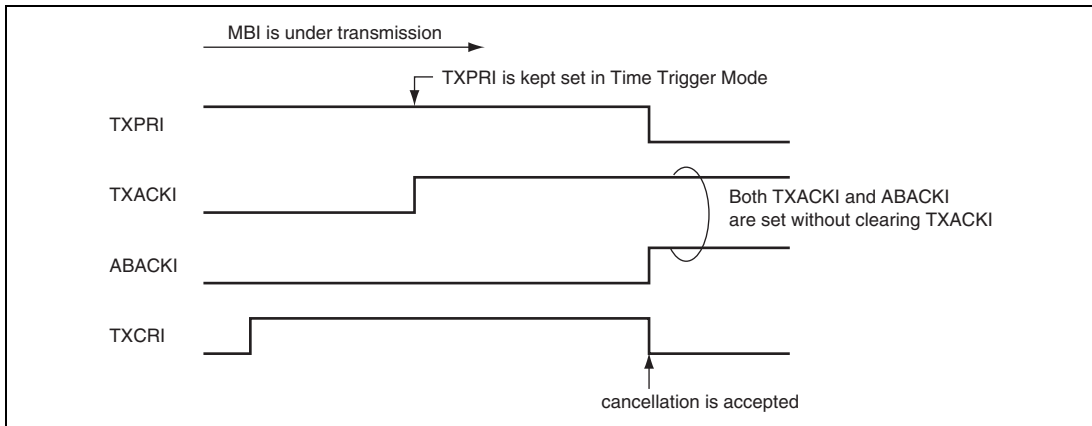 MBI is under transmission
TXPRI is kept set in Time Trigger Mode
TXPRI
TXACKI
Both TXACKI and ABACKI
are set without clearing TXACKI
ABACKI
TXCRI
cancellation is accepted